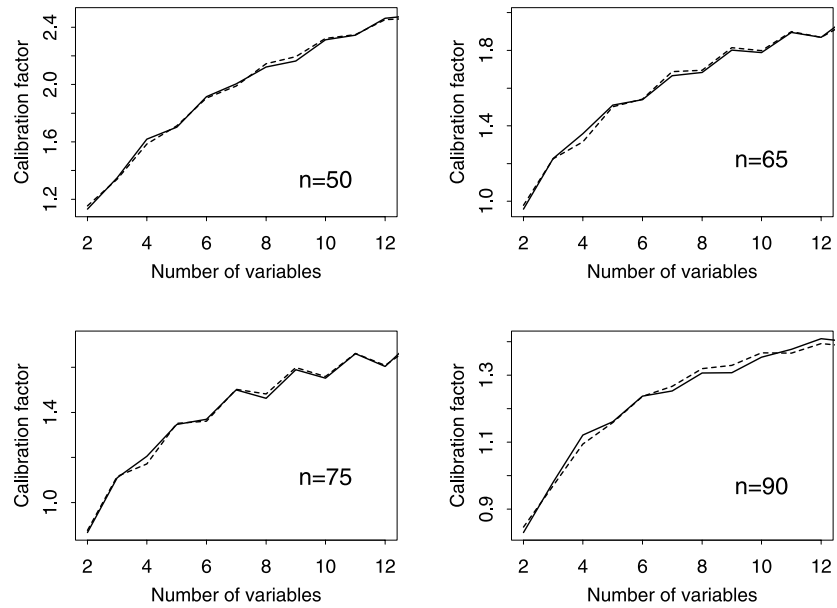 Calibration factor
2.4
2.0
1.6
1.2
n=50
2 4 6 8 10 12
Number of variables
Calibration factor
1.8
1.4
1.0
n=65
2 4 6 8 10 12
Number of variables
Calibration factor
1.4
1.0
n=75
2 4 6 8 10 12
Number of variables
Calibration factor
1.3
1.1
0.9
n=90
2 4 6 8 10 12
Number of variables